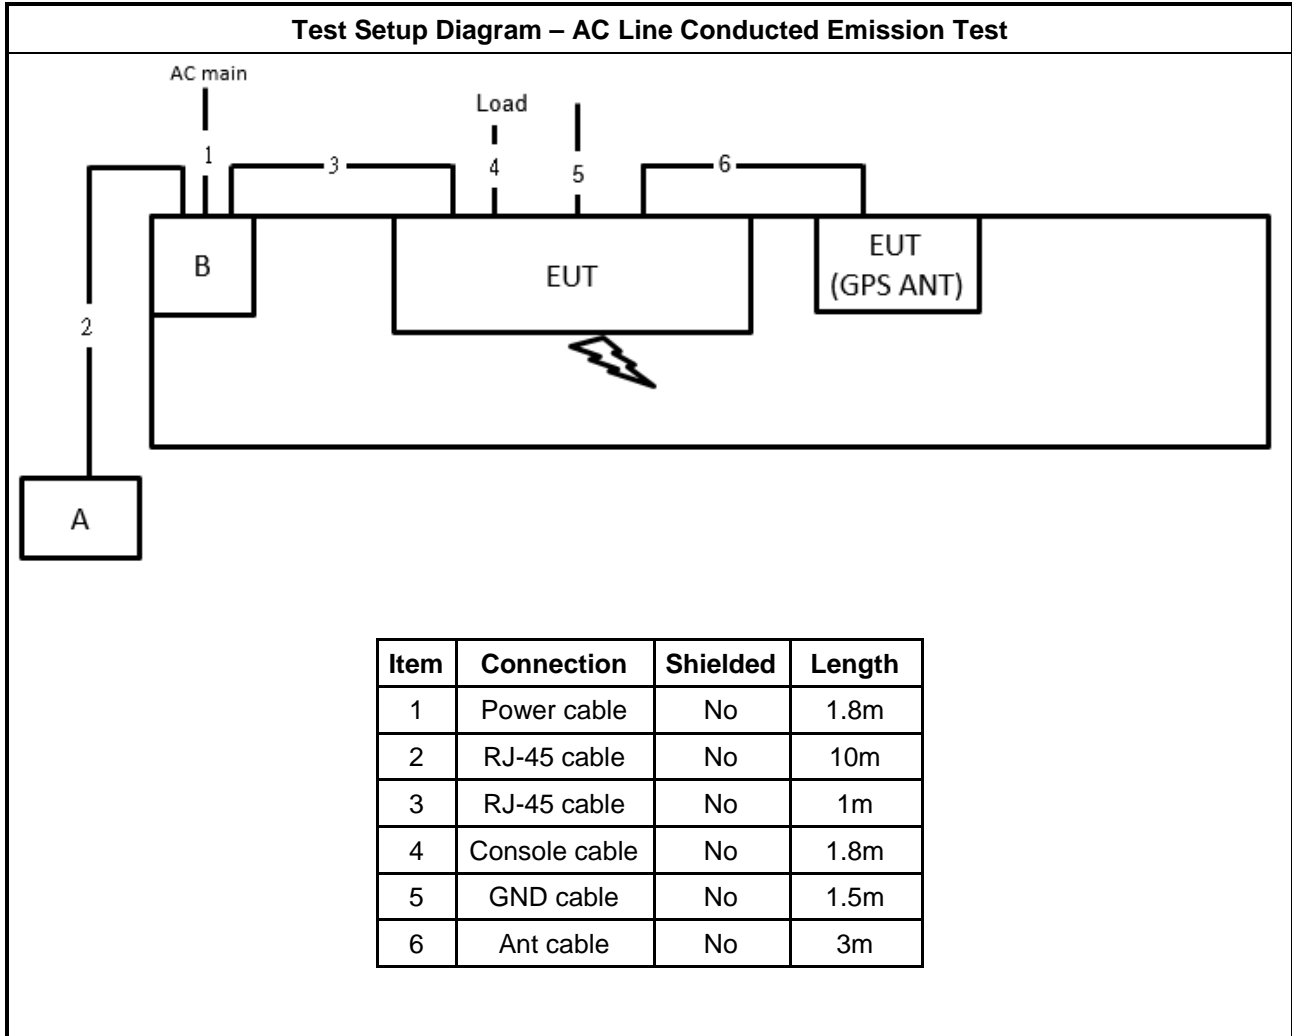 Test Setup Diagram – AC Line Conducted Emission Test
AC main
Load
1
3
4
5
6
B
EUT
EUT
(GPS ANT)
2
A
Item Connection Shielded Length
1 Power cable No 1.8m
2 RJ-45 cable No 10m
3 RJ-45 cable No 1m
4 Console cable No 1.8m
5 GND cable No 1.5m
6 Ant cable No 3m